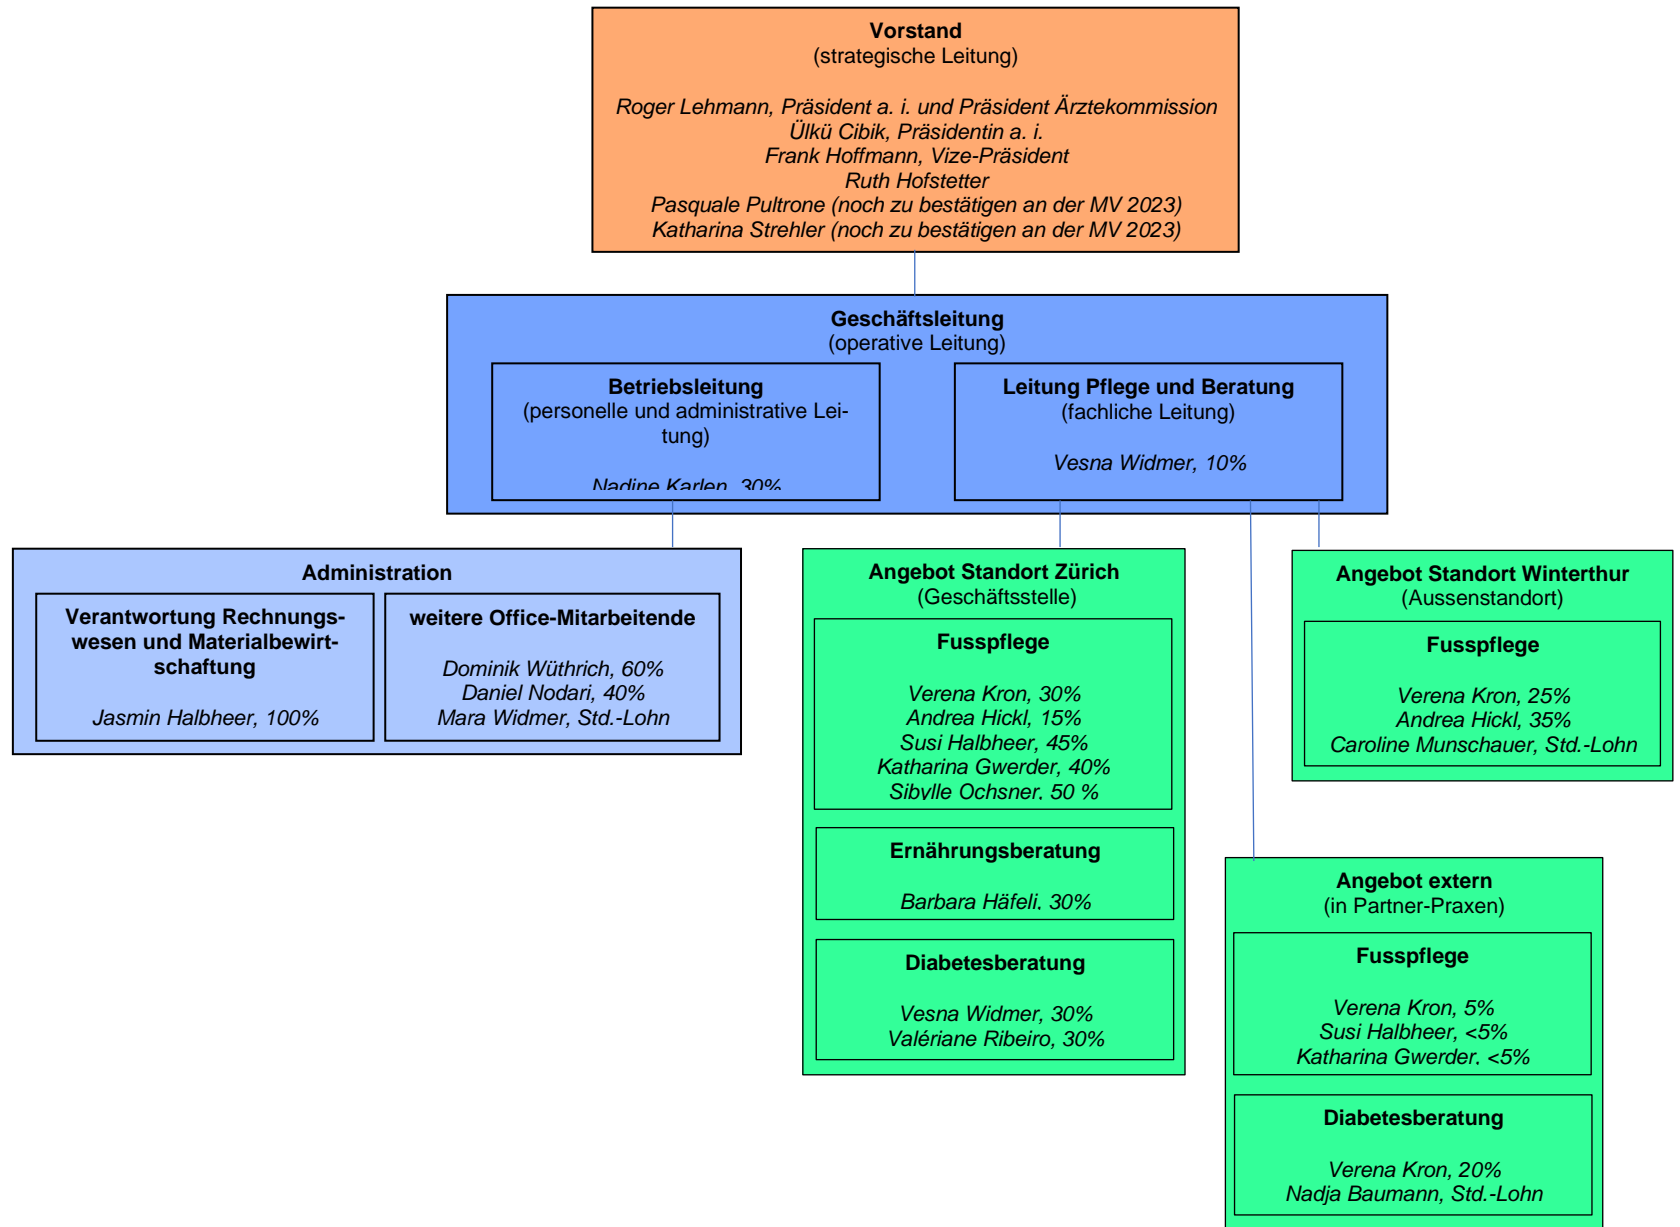 Vorstand
(strategische Leitung)
Roger Lehmann, Präsident a. i. und Präsident Ärztekommission
Ülkü Cibik, Präsidentin a. i.
Frank Hoffmann, Vize-Präsident
Ruth Hofstetter
Pasquale Pultrone (noch zu bestätigen an der MV 2023)
Katharina Strehler (noch zu bestätigen an der MV 2023)
Geschäftsleitung
(operative Leitung)
Betriebsleitung
(personelle und administrative Lei-
tung)
Nadine Karlen, 30%
Leitung Pflege und Beratung
(fachliche Leitung)
Vesna Widmer, 10%
Administration
Verantwortung Rechnungs-
wesen und Materialbewirt-
schaftung
Jasmin Halbheer, 100%
weitere Office-Mitarbeitende
Dominik Wüthrich, 60%
Daniel Nodari, 40%
Mara Widmer, Std.-Lohn
Angebot Standort Zürich
(Geschäftsstelle)
Fusspflege
Verena Kron, 30%
Andrea Hickl, 15%
Susi Halbheer, 45%
Katharina Gwerder, 40%
Sibylle Ochsner, 50 %
Ernährungsberatung
Barbara Häfeli, 30%
Diabetesberatung
Vesna Widmer, 30%
Valériane Ribeiro, 30%
Angebot Standort Winterthur
(Aussenstandort)
Fusspflege
Verena Kron, 25%
Andrea Hickl, 35%
Caroline Munschauer, Std.-Lohn
Angebot extern
(in Partner-Praxen)
Fusspflege
Verena Kron, 5%
Susi Halbheer, <5%
Katharina Gwerder, <5%
Diabetesberatung
Verena Kron, 20%
Nadja Baumann, Std.-Lohn